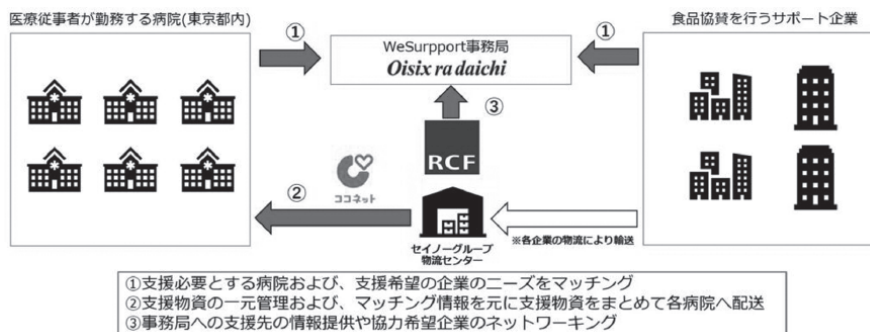 医療従事者が勤務する病院(東京都内)
食品協賛を行うサポート企業
①
①
WeSurpport事務局
Oisix ra daichi
③
RCF
ココネット
②
セイノーグループ
物流センター
※各企業の物流により輸送
①支援必要とする病院および、支援希望の企業のニーズをマッチング
②支援物資の一元管理および、マッチング情報を元に支援物資をまとめて各病院へ配送
③事務局への支援先の情報提供や協力希望企業のネットワーキング